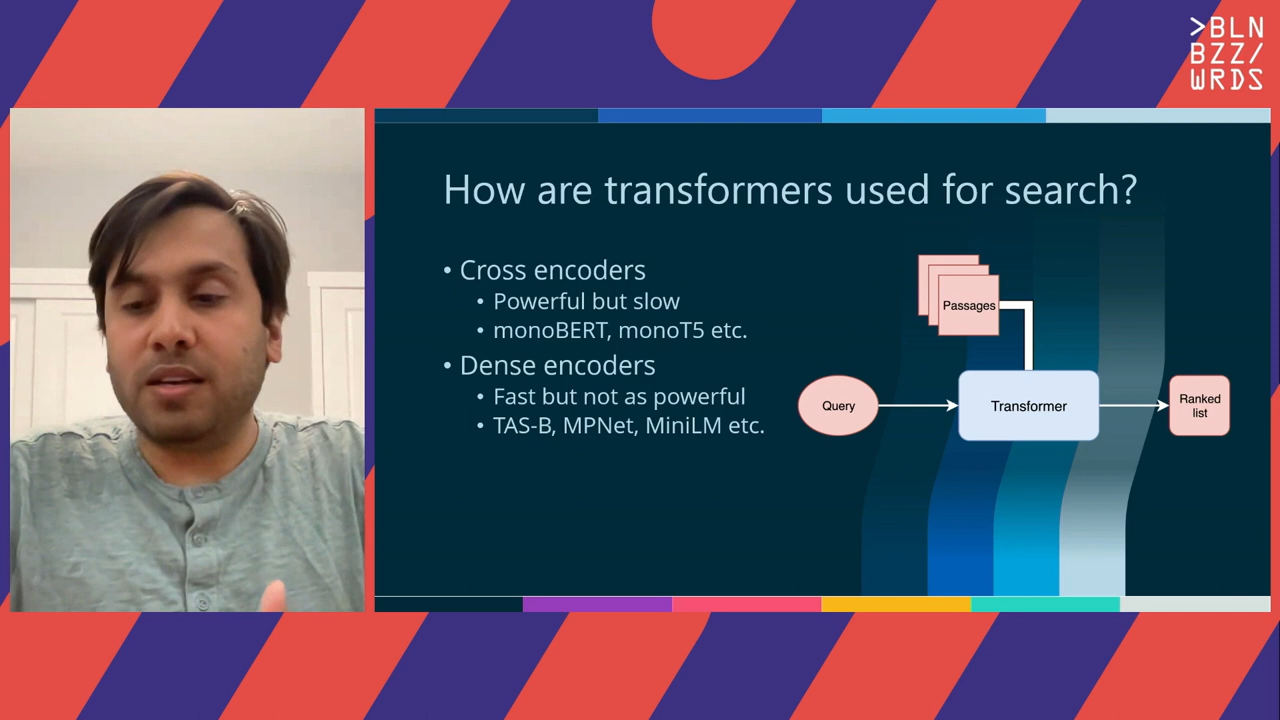 >BLN
BZZ/
WRDS
How are transformers used for search?
• Cross encoders
• Powerful but slow
• monoBERT, monoT5 etc.
• Dense encoders
• Fast but not as powerful
• TAS-B, MPNet, MiniLM etc.
Passages
Query
Transformer
Ranked
list